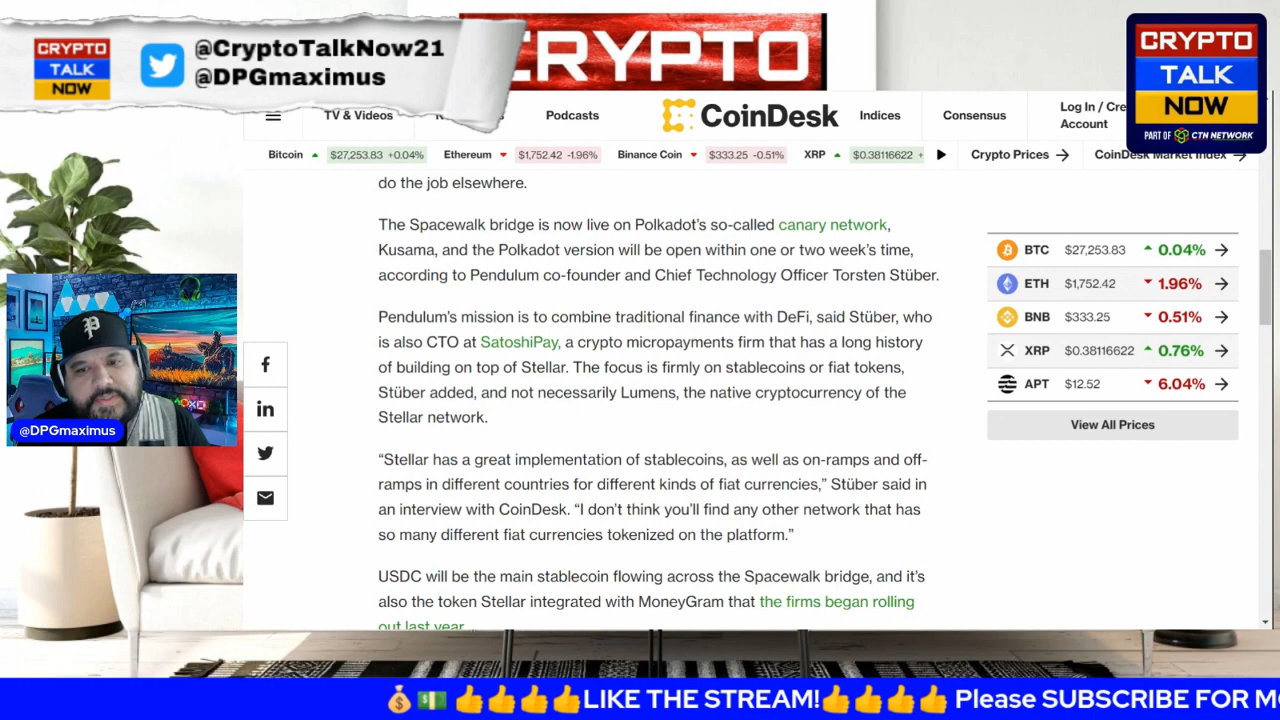 @CryptoTalkNow21
@DPGmaximus
CRYPTO
TALK
NOW
CRYPTO
CRYPTO
TALK
NOW
PART OF CTN NETWORK
TV & Videos
Podcasts
CoinDesk
Indices
Consensus
Log In / Cre
Account
Bitcoin $27,253.83 +0.04% Ethereum $1,752.42 -1.96% Binance Coin $333.25 -0.51% XRP $0.38116622 + Crypto Prices CoinDesk Market Index
do the job elsewhere.
The Spacewalk bridge is now live on Polkadot’s so-called canary network,
Kusama, and the Polkadot version will be open within one or two week’s time,
according to Pendulum co-founder and Chief Technology Officer Torsten Stüber.
Pendulum’s mission is to combine traditional finance with DeFi, said Stüber, who
is also CTO at SatoshiPay, a crypto micropayments firm that has a long history
of building on top of Stellar. The focus is firmly on stablecoins or fiat tokens,
Stüber added, and not necessarily Lumens, the native cryptocurrency of the
Stellar network.
“Stellar has a great implementation of stablecoins, as well as on-ramps and off-
ramps in different countries for different kinds of fiat currencies,” Stüber said in
an interview with CoinDesk. “I don’t think you’ll find any other network that has
so many different fiat currencies tokenized on the platform.”
USDC will be the main stablecoin flowing across the Spacewalk bridge, and it’s
also the token Stellar integrated with MoneyGram that the firms began rolling
out last year.
BTC $27,253.83 0.04%
ETH $1,752.42 1.96%
BNB $333.25 0.51%
XRP $0.38116622 0.76%
APT $12.52 6.04%
View All Prices
P
@DPGmaximus
LIKE THE STREAM! Please SUBSCRIBE FOR M